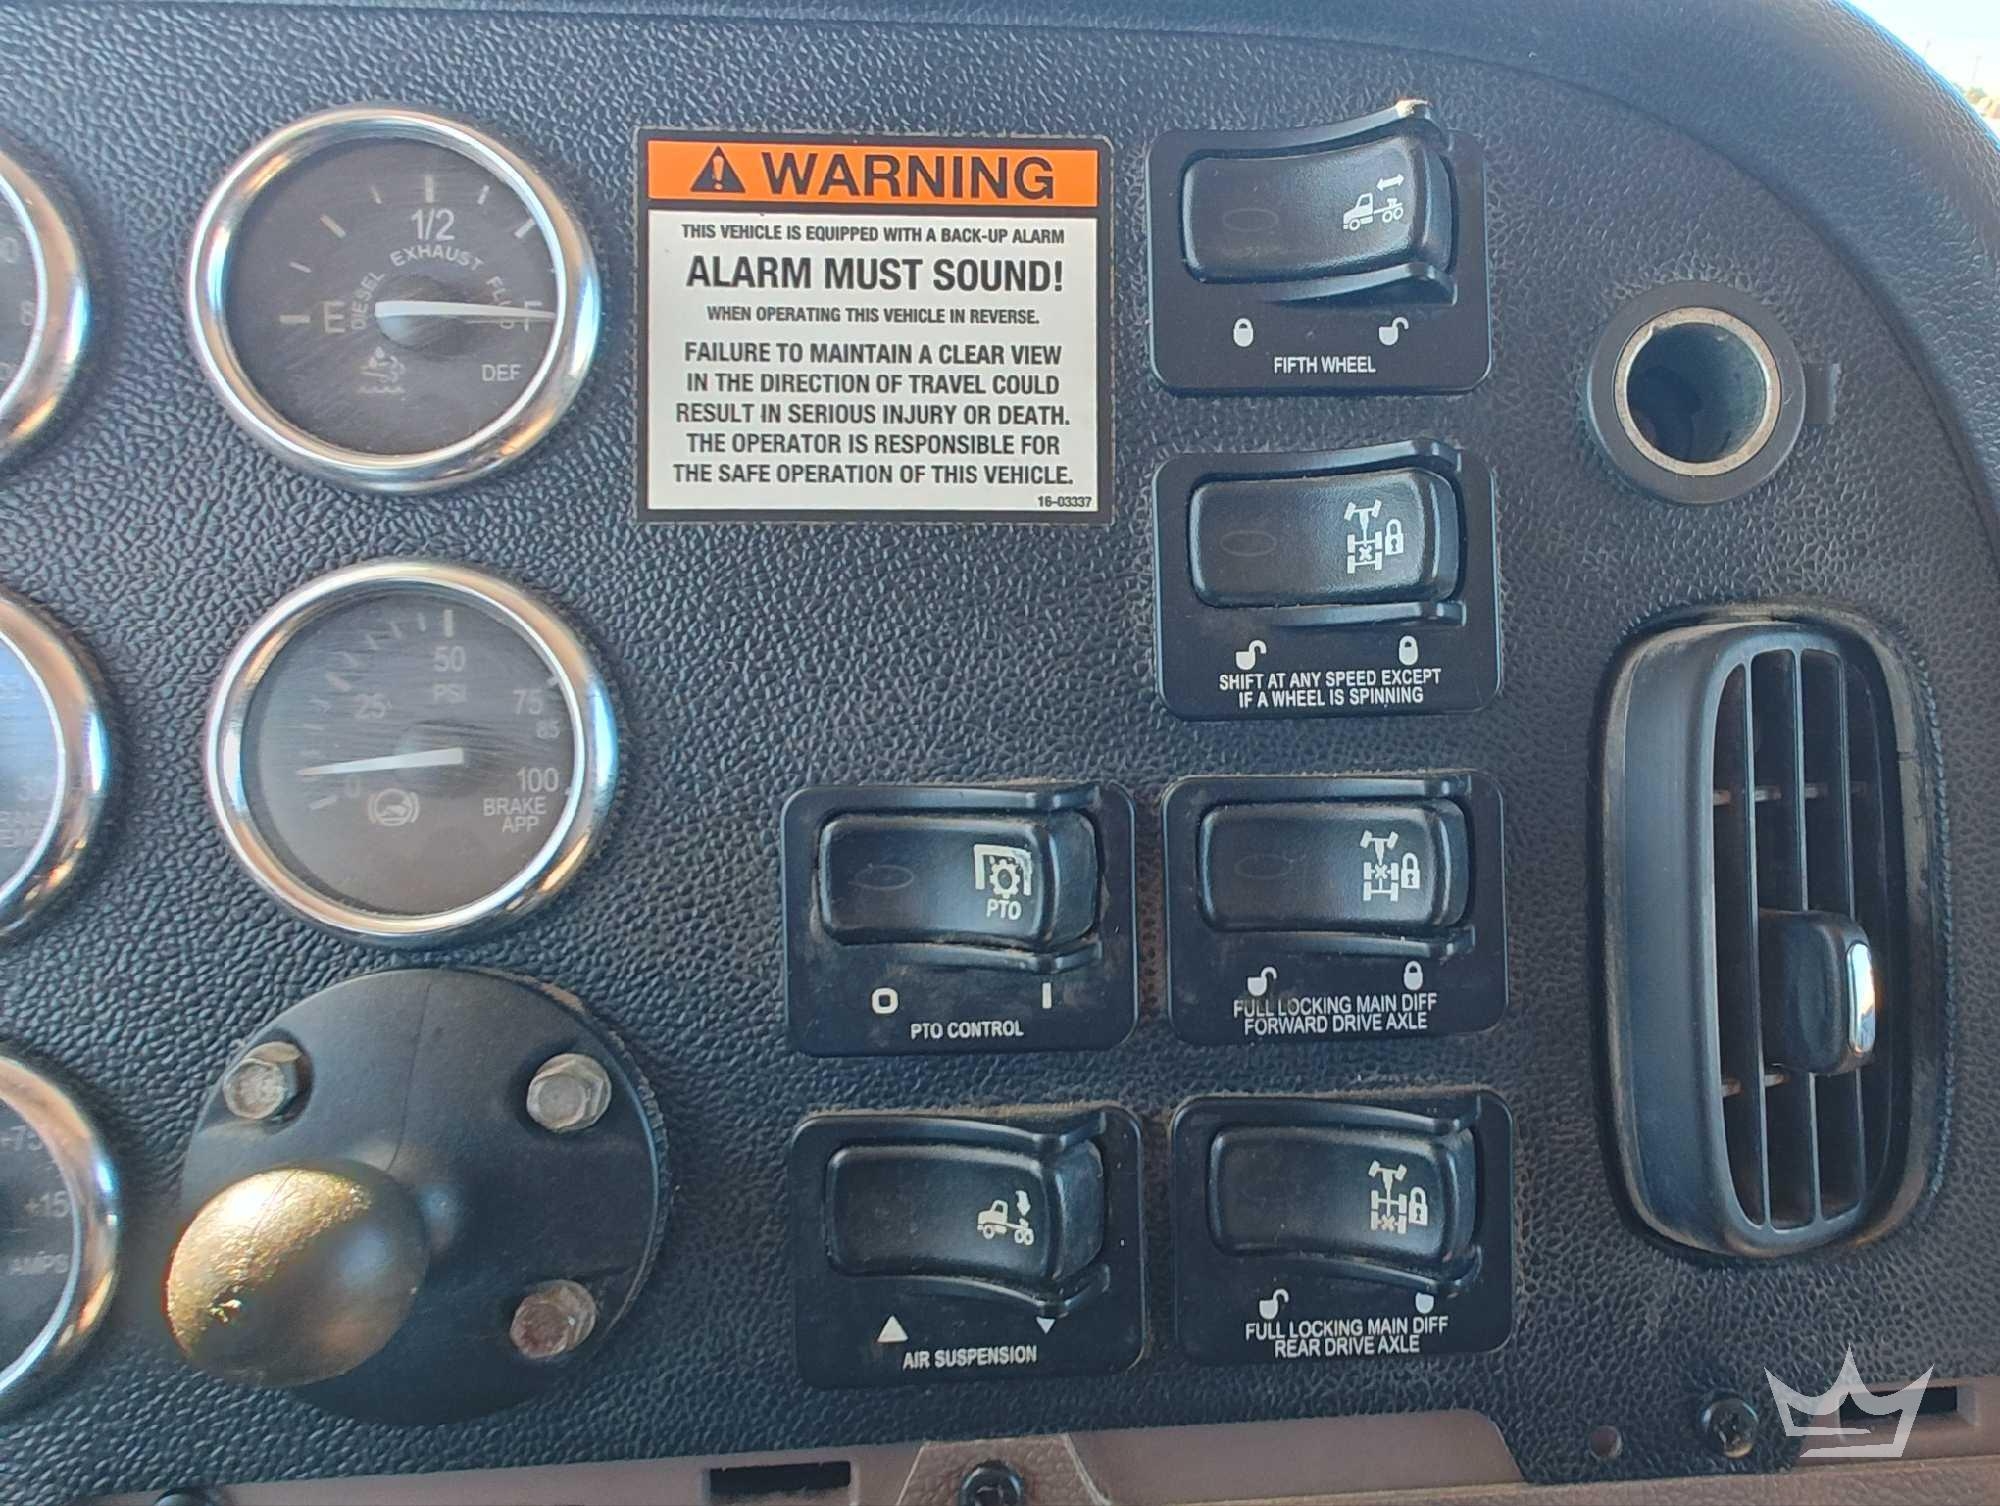 1/2
DIESEL EXHAUST FLUID
E
F
DEF
WARNING
THIS VEHICLE IS EQUIPPED WITH A BACK-UP ALARM
ALARM MUST SOUND!
WHEN OPERATING THIS VEHICLE IN REVERSE.
FAILURE TO MAINTAIN A CLEAR VIEW
IN THE DIRECTION OF TRAVEL COULD
RESULT IN SERIOUS INJURY OR DEATH.
THE OPERATOR IS RESPONSIBLE FOR
THE SAFE OPERATION OF THIS VEHICLE.
16-03337
FIFTH WHEEL
SHIFT AT ANY SPEED EXCEPT
IF A WHEEL IS SPINNING
50
PSI
25
75
85
0
100
BRAKE
APP
PTO
O I
PTO CONTROL
FULL LOCKING MAIN DIFF
FORWARD DRIVE AXLE
+15
AMPS
AIR SUSPENSION
FULL LOCKING MAIN DIFF
REAR DRIVE AXLE